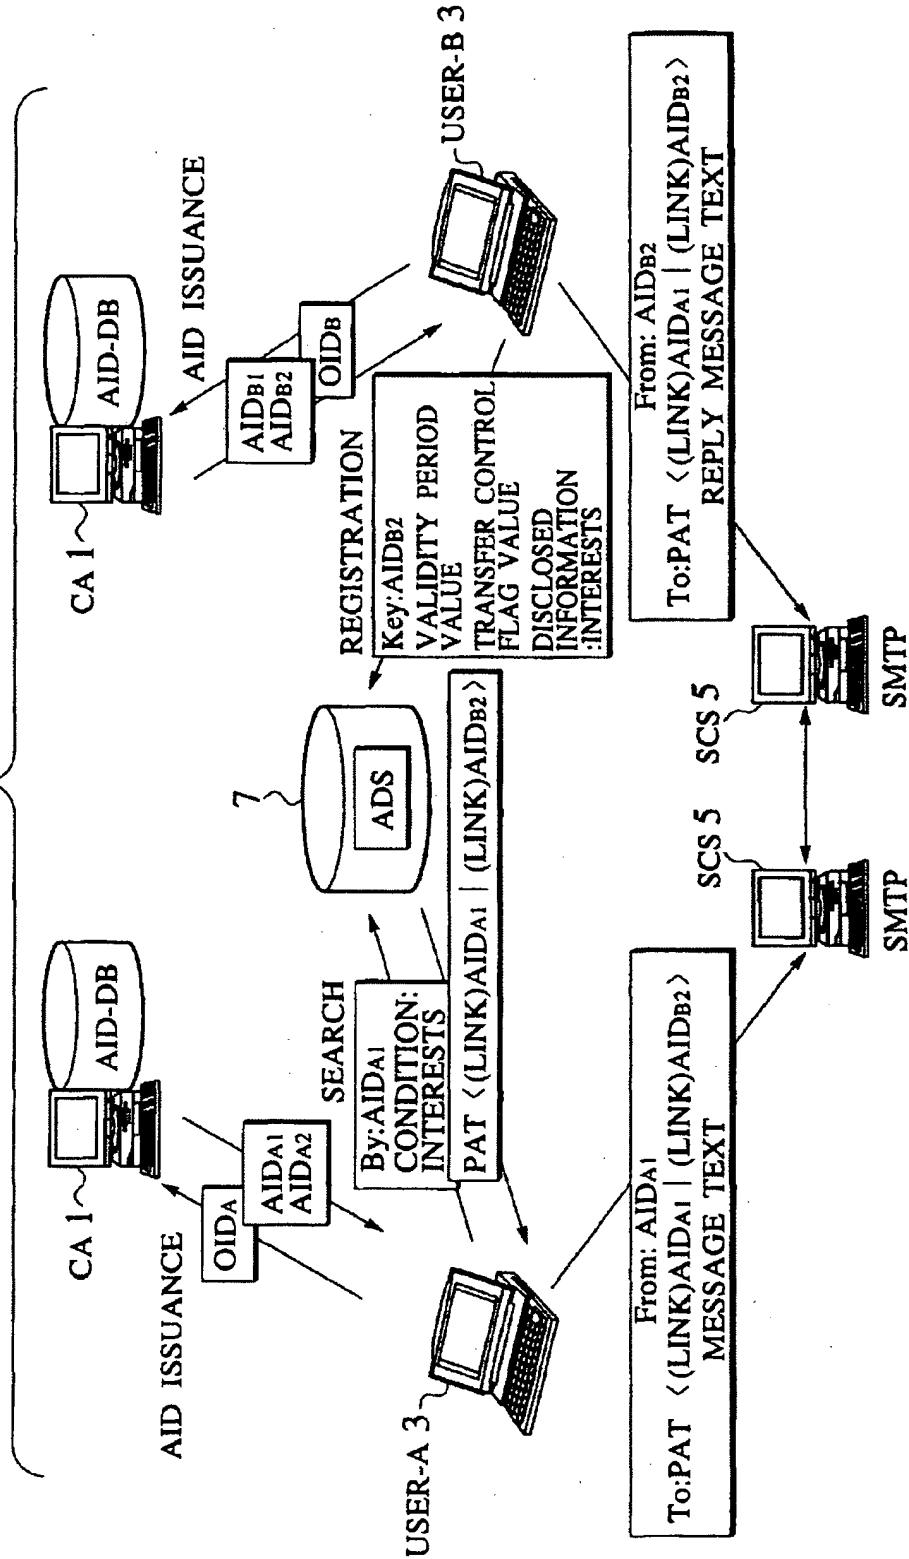 CA 1
AID-DB
CA 1
AID-DB
AID ISSUANCE
OIDA
AIDA1
AIDA2
AID ISSUANCE
AIDB1
AIDB2
OIDB
SEARCH
By:AIDA1
CONDITION:
INTERESTS
7
ADS
REGISTRATION
Key:AIDB2
VALIDITY PERIOD
VALUE
TRANSFER CONTROL
FLAG VALUE
DISCLOSED
INFORMATION
:INTERESTS
PAT <(LINK)AIDA1 | (LINK)AIDB2>
USER-A 3
USER-B 3
From: AIDA1
To:PAT <(LINK)AIDA1 | (LINK)AIDB2>
MESSAGE TEXT
From: AIDB2
To:PAT <(LINK)AIDA1 | (LINK)AIDB2>
REPLY MESSAGE TEXT
SCS 5
SCS 5
SMTP
SMTP